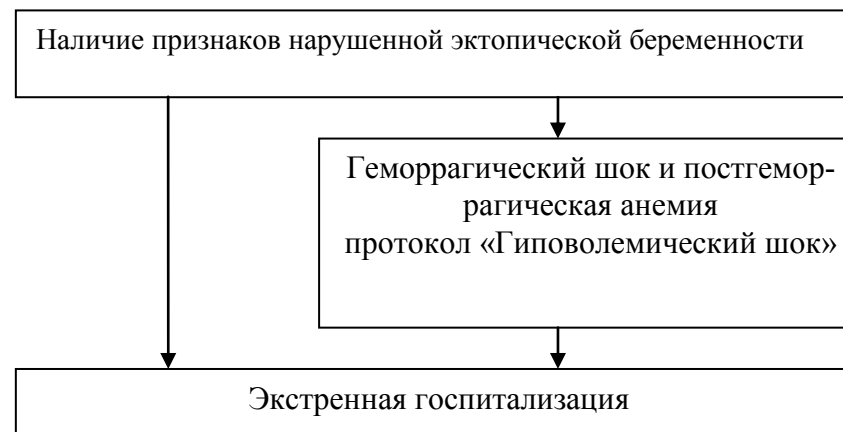 Наличие признаков нарушенной эктопической беременности
Геморрагический шок и постгемор-
рагическая анемия
протокол «Гиповолемический шок»
Экстренная госпитализация